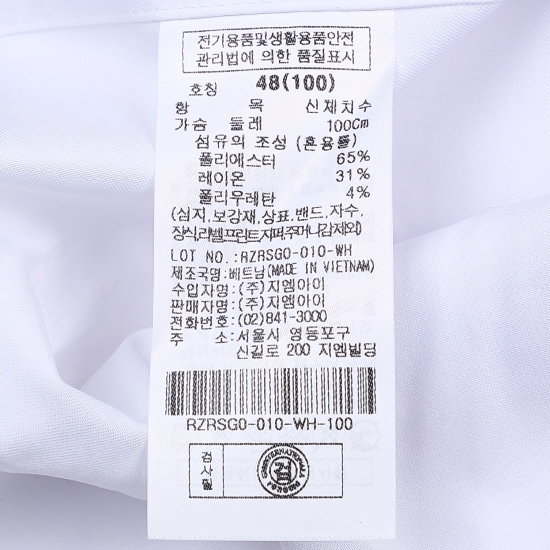 전기용품및생활용품안전
관리법에 의한 품질표시
호칭 48(100)
항 목 신체치수
가슴 둘레 100Cm
섬유의 조성 (혼용률)
폴리에스터 65%
레이온 31%
폴리우레탄 4%
(심지,보강재,상표,밴드,자수,
장식,라벨,프린트,지퍼,주머니감제외)
LOT NO.:RZRSG0-010-WH
제조국명:베트남(MADE IN VIETNAM)
수입자명:(주)지엠아이
판매자명:(주)지엠아이
전화번호:(02)841-3000
주 소:서울시 영등포구
신길로 200 지엠빌딩
RZRSG0-010-WH-100
검사필
검